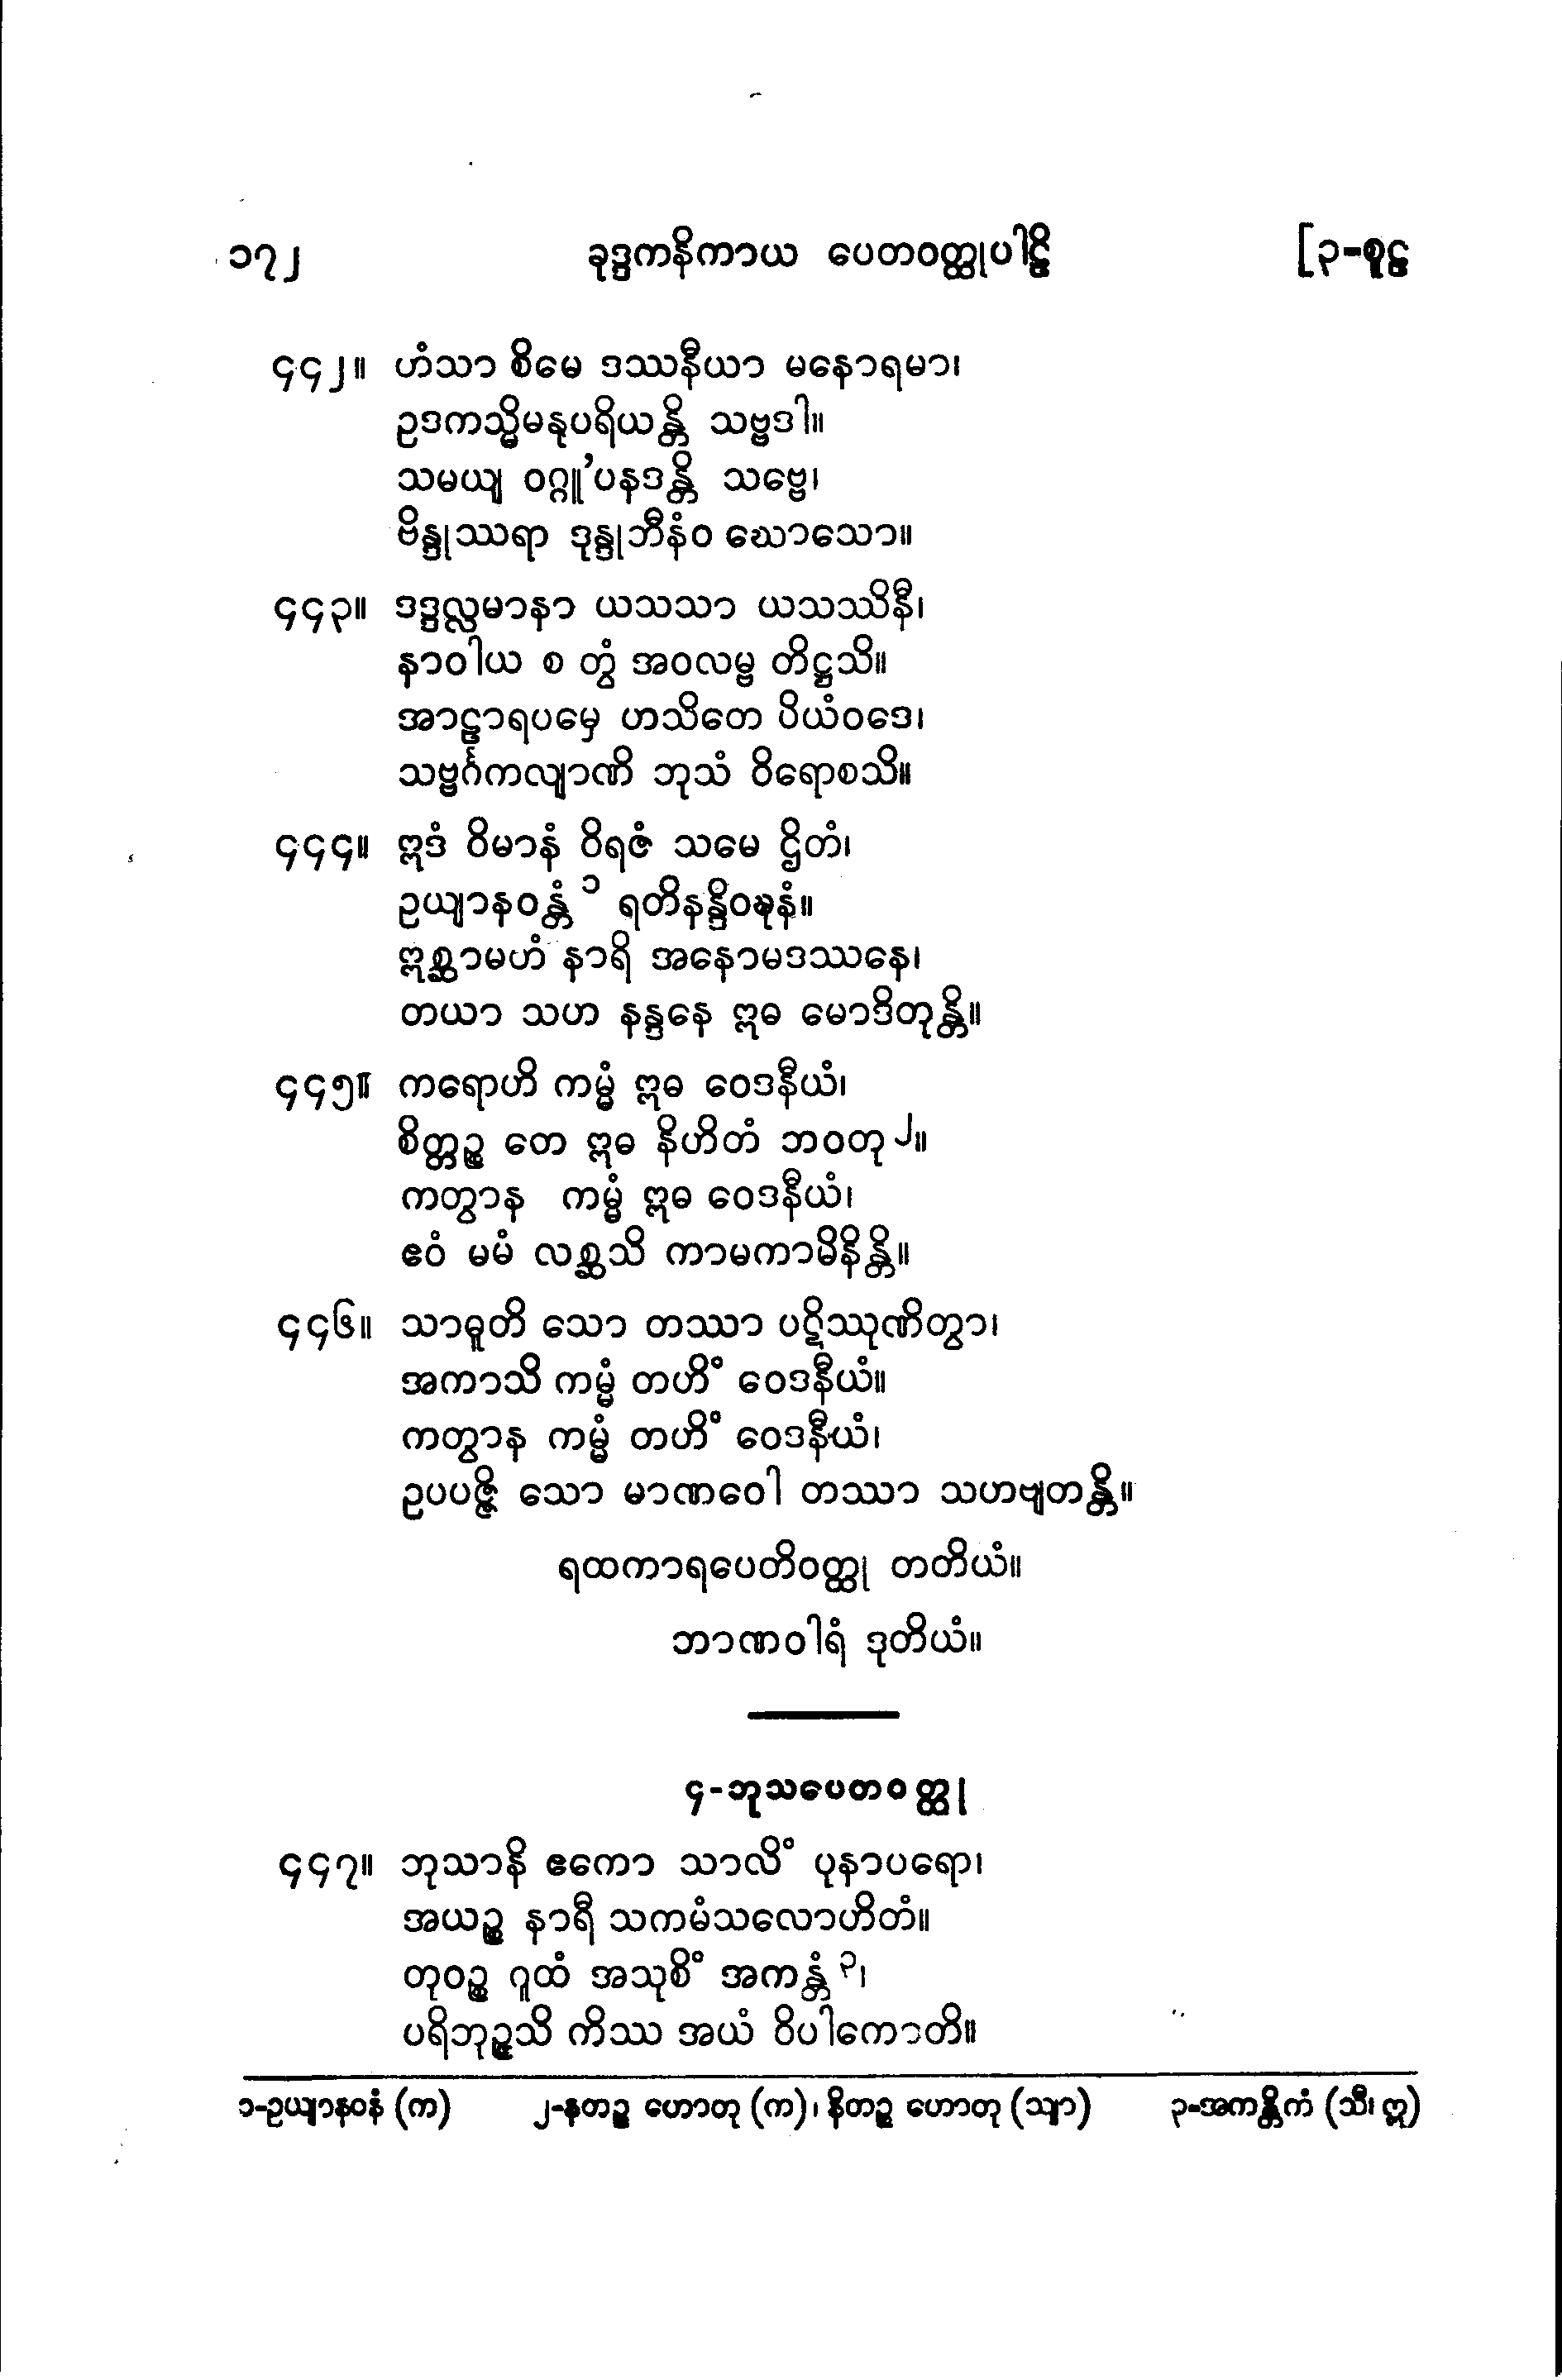 ၁၇၂ ခုဒ္ဒကနိကာယ ပေတဝတ္ထုပါဠိ [၃-စူဠ
၄၄၂။ ဟံသာ စိမေ ဒဿနီယာ မနောရမာ၊
ဥဒကသ္မိမနုပရိယန္တိ သဗ္ဗဒါ။
သမယျ ဝဂ္ဂူ’ပနဒန္တိ သဗ္ဗေ၊
ဗိန္ဒုဿရာ ဒုန္ဒုဘီနံဝ ဃောသော။
၄၄၃။ ဒဒ္ဒလ္လမာနာ ယသသာ ယသဿိနီ၊
နာဝါယ စ တွံ အဝလမ္ဗ တိဋ္ဌသိ။
အာဠာရပမှေ ဟသိတေ ပိယံဝဒေ၊
သဗ္ဗင်္ဂကလျာဏိ ဘုသံ ဝိရောစသိ။
၄၄၄။ ဣဒံ ဝိမာနံ ဝိရဇံ သမေ ဌိတံ၊
ဥယျာနဝန္တံ ၁ ရတိနန္ဒိဝဍ္ဎနံ။
ဣစ္ဆာမဟံ နာရိ အနောမဒဿနေ၊
တယာ သဟ နန္ဒနေ ဣဓ မောဒိတုန္တိ။
၄၄၅။ ကရောဟိ ကမ္မံ ဣဓ ဝေဒနီယံ၊
စိတ္တဉ္စ တေ ဣဓ နိဟိတံ ဘဝတု ၂။
ကတွာန ကမ္မံ ဣဓ ဝေဒနီယံ၊
ဧဝံ မမံ လစ္ဆသိ ကာမကာမိနိန္တိ။
၄၄၆။ သာဓူတိ သော တဿာ ပဋိဿုဏိတွာ၊
အကာသိ ကမ္မံ တဟိံ ဝေဒနီယံ။
ကတွာန ကမ္မံ တဟိံ ဝေဒနီယံ၊
ဥပပဇ္ဇိ သော မာဏဝေါ တဿာ သဟဗျတန္တိ။
ရထကာရပေတိဝတ္ထု တတိယံ။
ဘာဏဝါရံ ဒုတိယံ။
၄-ဘုသပေတဝတ္ထု
၄၄၇။ ဘုသာနိ ဧကော သာလိံ ပုနာပရော၊
အယဉ္စ နာရီ သကမံသလောဟိတံ။
တုဝဉ္စ ဂူထံ အသုစိံ အကန္တံ ၃၊
ပရိဘုဉ္ဇသိ ကိဿ အယံ ဝိပါကောတိ။
၁-ဥယျာနဝနံ (က) ၂-နတဉ္စ ဟောတု (က)၊ နိတဉ္စ ဟောတု (သျာ) ၃-အကန္တိကံ (သီ၊ ဣ)